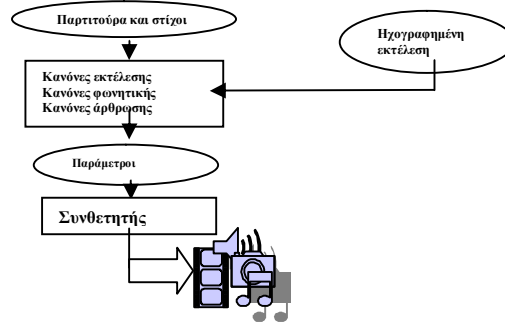 Παρτιτούρα και στίχοι
Ηχογραφημένη
εκτέλεση
Κανόνες εκτέλεσης
Κανόνες φωνητικής
Κανόνες άρθρωσης
Παράμετροι
Συνθετητής